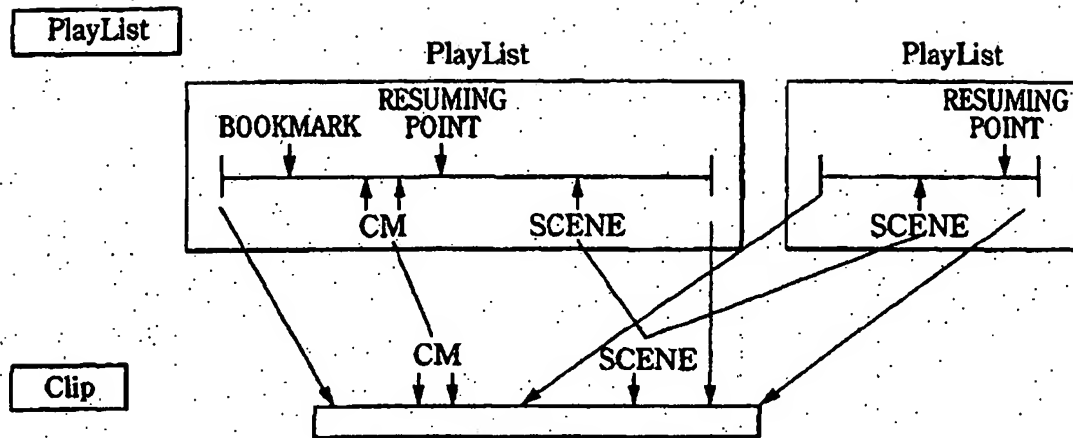 PlayList
PlayList
PlayList
RESUMING
POINT
BOOKMARK
CM
SCENE
RESUMING
POINT
SCENE
CM
SCENE
Clip